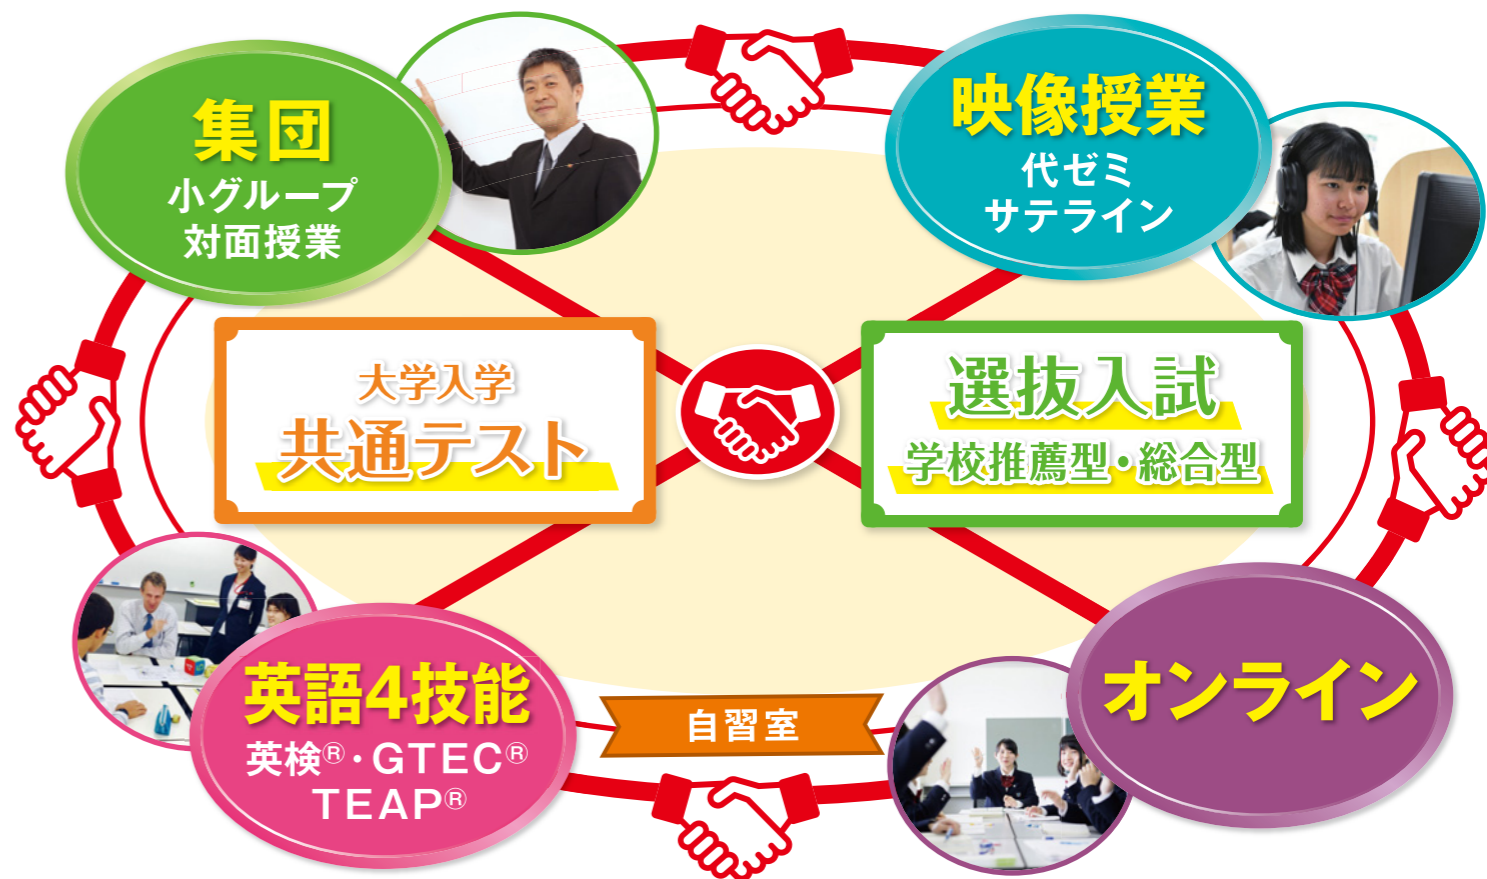 集団
小グループ
対面授業
映像授業
代ゼミ
サテライン
大学入学
共通テスト
選抜入試
学校推薦型・総合型
英語4技能
英検®・GTEC®
TEAP®
自習室
オンライン